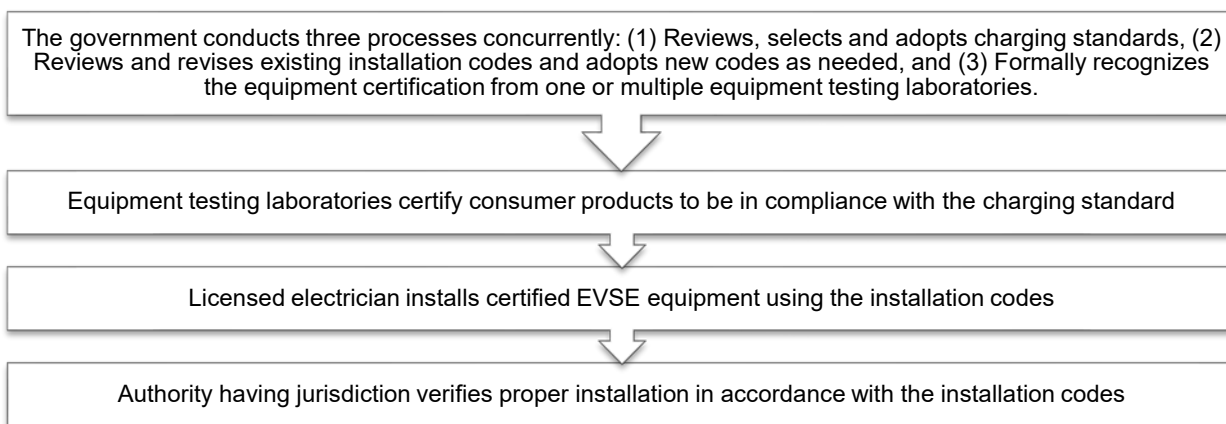 The government conducts three processes concurrently: (1) Reviews, selects and adopts charging standards, (2)
Reviews and revises existing installation codes and adopts new codes as needed, and (3) Formally recognizes
the equipment certification from one or multiple equipment testing laboratories.
Equipment testing laboratories certify consumer products to be in compliance with the charging standard
Licensed electrician installs certified EVSE equipment using the installation codes
Authority having jurisdiction verifies proper installation in accordance with the installation codes